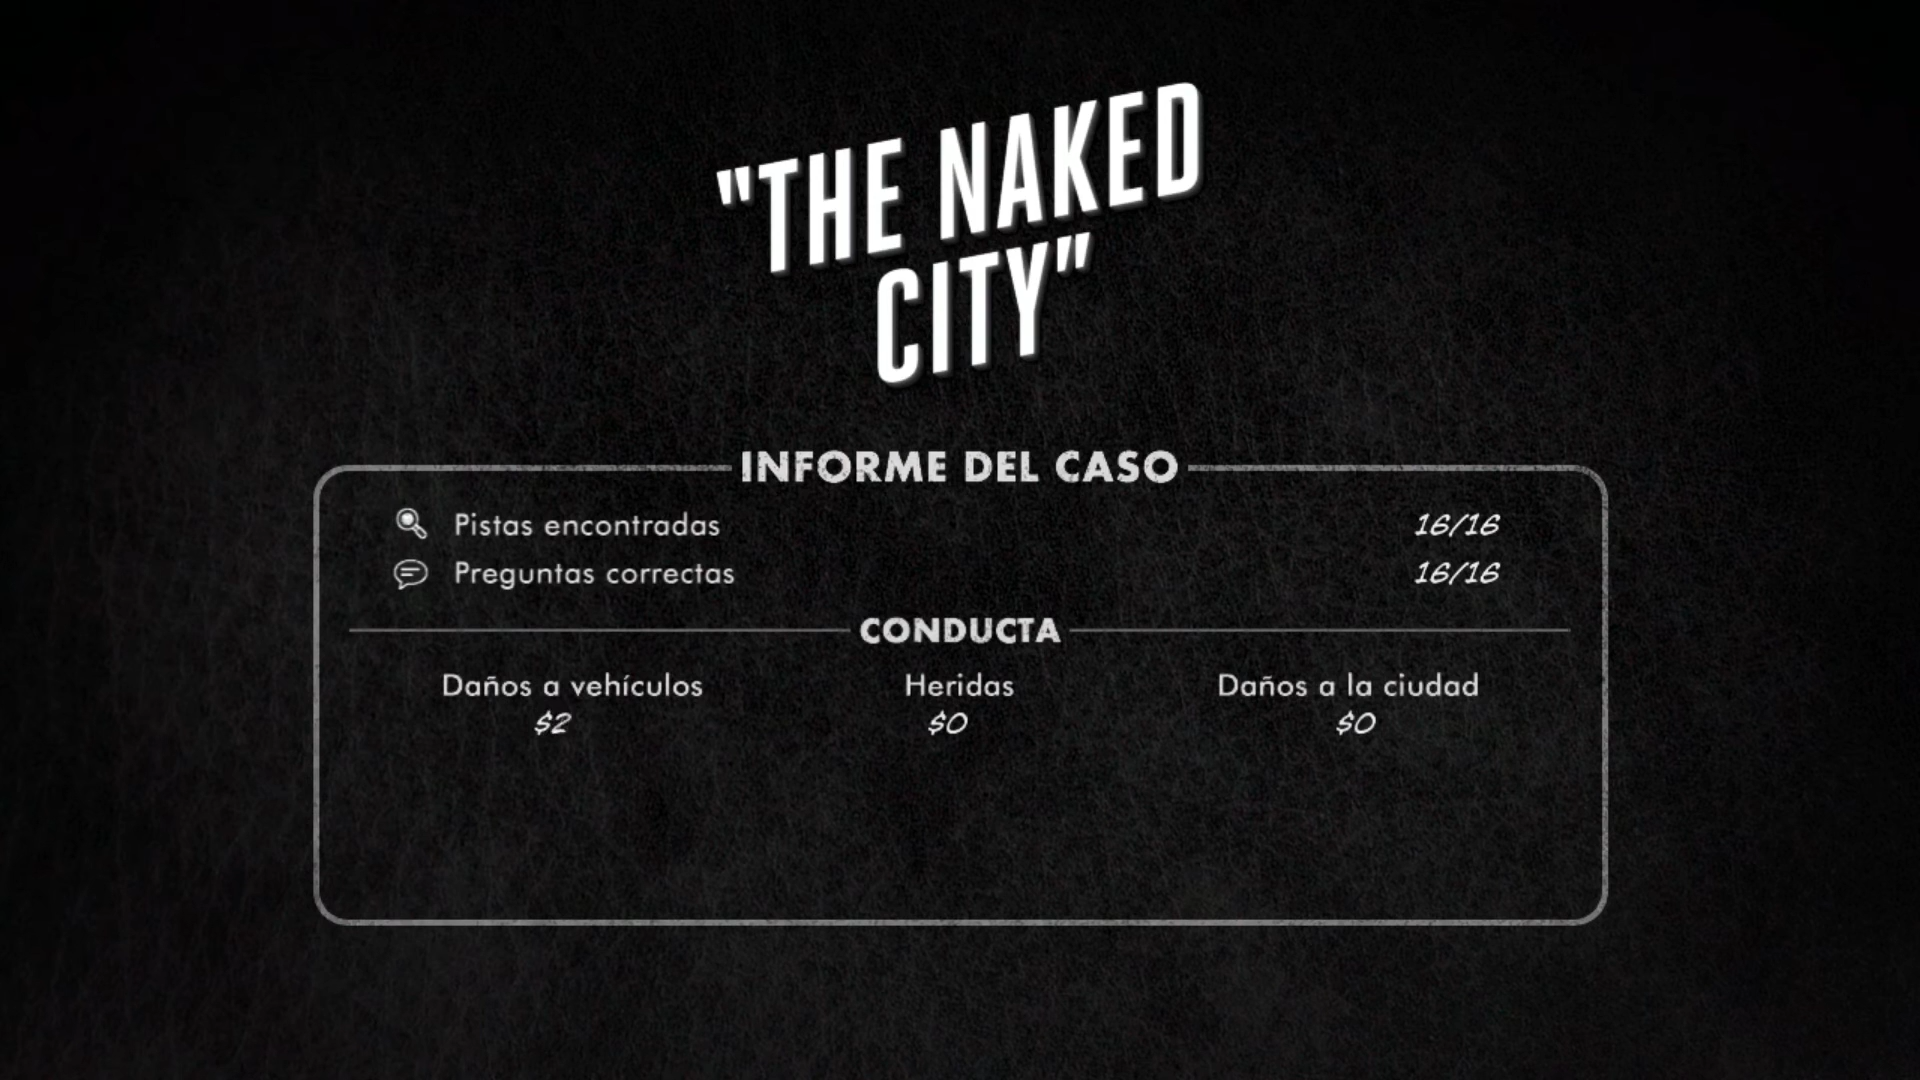 "THE NAKED
CITY"
INFORME DEL CASO
Pistas encontradas 16/16
Preguntas correctas 16/16
CONDUCTA
Daños a vehículos Heridas Daños a la ciudad
$2 $0 $0